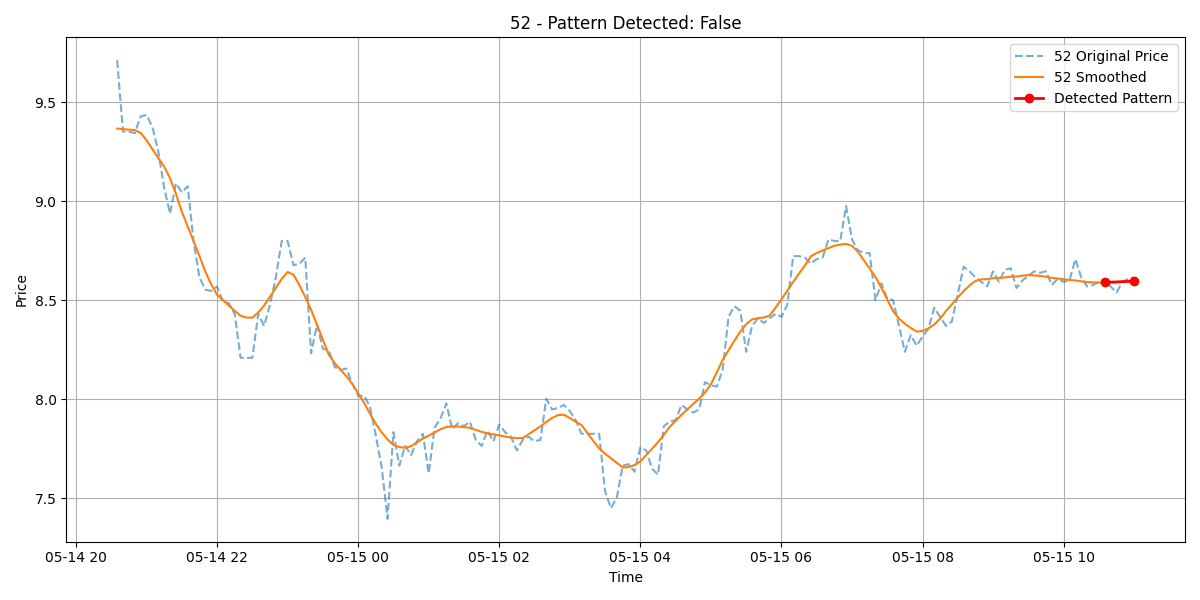 52 - Pattern Detected: False
52 Original Price
52 Smoothed
Detected Pattern
Price
9.5
9.0
8.5
8.0
7.5
05-14 20
05-14 22
05-15 00
05-15 02
05-15 04
05-15 06
05-15 08
05-15 10
Time